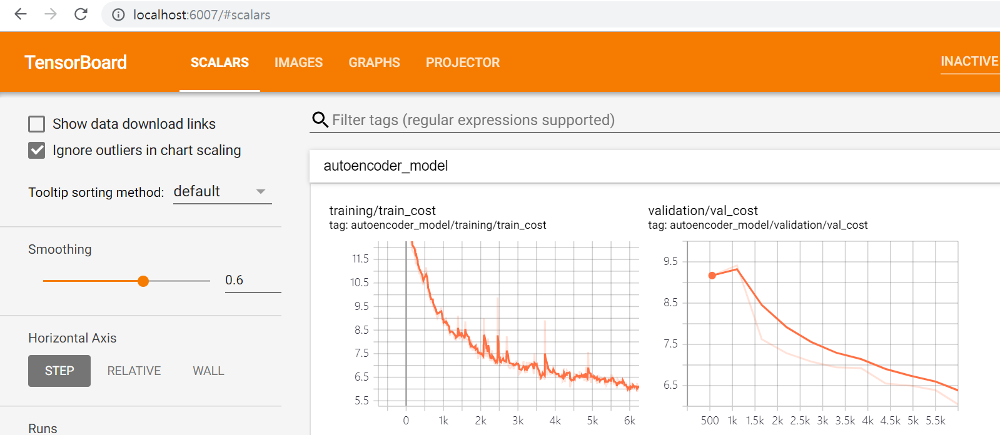 localhost:6007/#scalars
TensorBoard SCALARS IMAGES GRAPHS PROJECTOR INACTIVE
Show data download links
Ignore outliers in chart scaling
Tooltip sorting method: default
Smoothing
0.6
Horizontal Axis
STEP RELATIVE WALL
Runs
Filter tags (regular expressions supported)
autoencoder_model
training/train_cost
tag: autoencoder_model/training/train_cost
11.5
10.5
9.5
8.5
7.5
6.5
5.5
0 1k 2k 3k 4k 5k 6k
validation/val_cost
tag: autoencoder_model/validation/val_cost
9.5
8.5
7.5
6.5
500 1k 1.5k 2k 2.5k 3k 3.5k 4k 4.5k 5k 5.5k